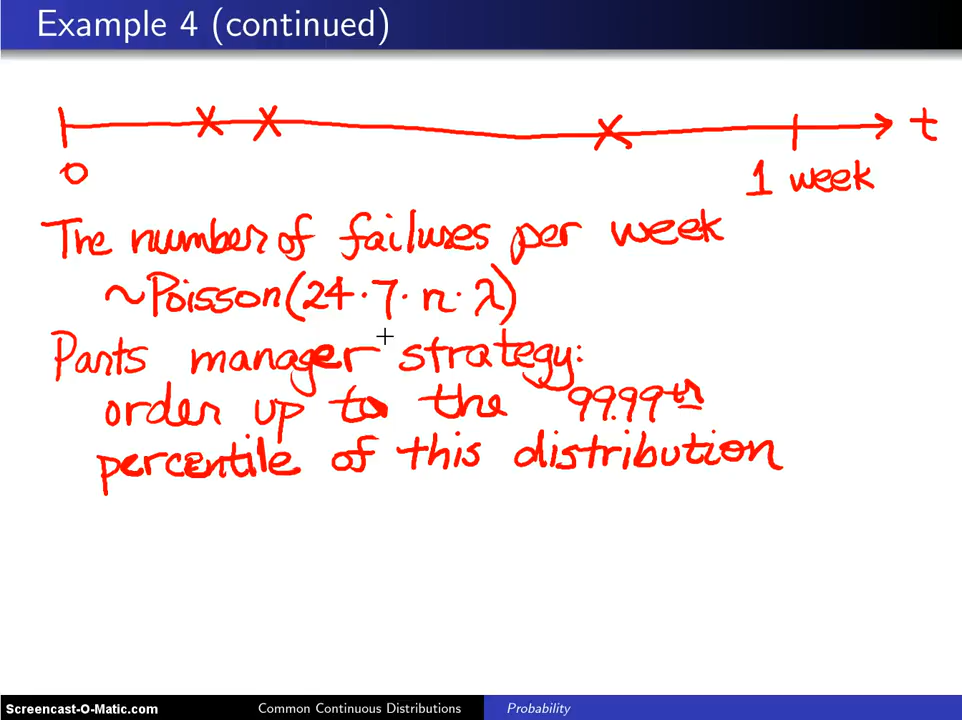 Example 4 (continued)
t
0
1 week
The number of failures per week
~Poisson(24·7·n·λ)
Parts manager strategy:
order up to the 99.99th
percentile of this distribution
Screencast-O-Matic.com Common Continuous Distributions Probability